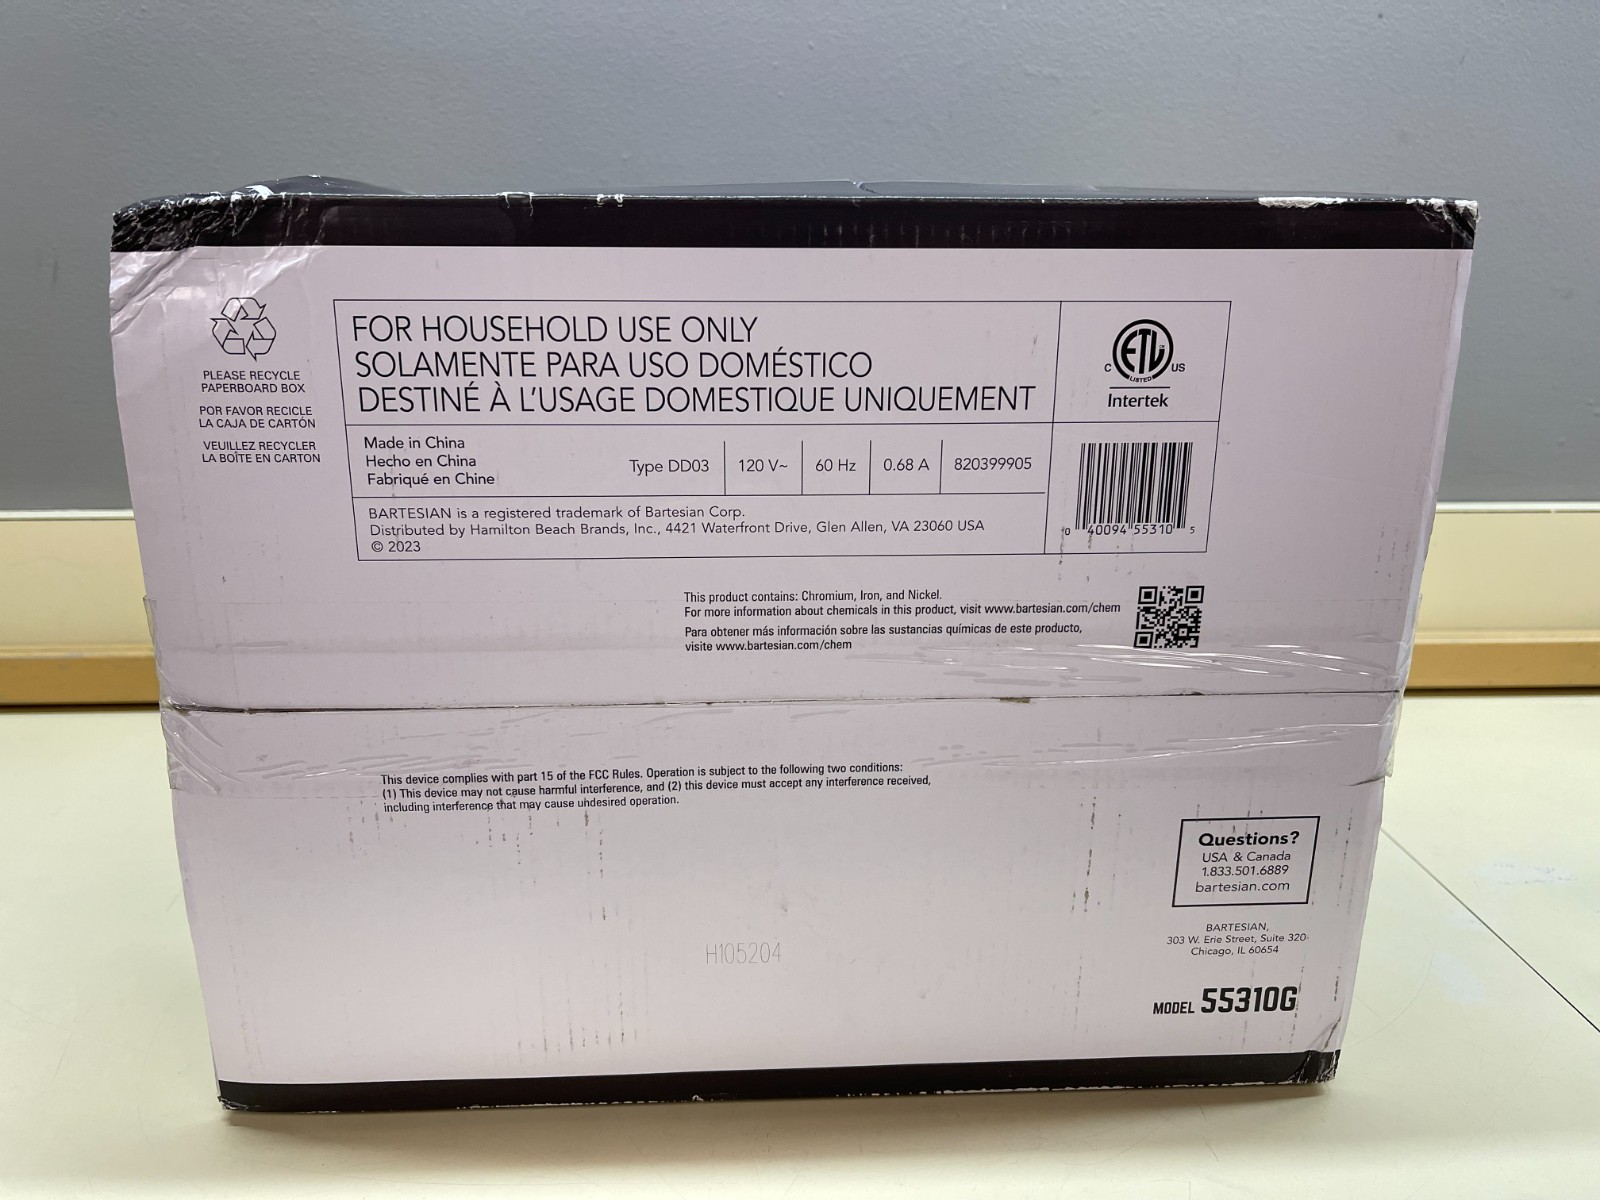 PLEASE RECYCLE
PAPERBOARD BOX
POR FAVOR RECICLE
LA CAJA DE CARTÓN
VEUILLEZ RECYCLER
LA BOÎTE EN CARTON
FOR HOUSEHOLD USE ONLY
SOLAMENTE PARA USO DOMÉSTICO
DESTINÉ À L'USAGE DOMESTIQUE UNIQUEMENT
C ETL US
LISTED
Intertek
Made in China
Hecho en China
Fabriqué en Chine
Type DD03 120 V~ 60 Hz 0.68 A 820399905
BARTESIAN is a registered trademark of Bartesian Corp.
Distributed by Hamilton Beach Brands, Inc., 4421 Waterfront Drive, Glen Allen, VA 23060 USA
© 2023
0 40094 55310 5
This product contains: Chromium, Iron, and Nickel.
For more information about chemicals in this product, visit www.bartesian.com/chem
Para obtener más información sobre las sustancias químicas de este producto,
visite www.bartesian.com/chem
This device complies with part 15 of the FCC Rules. Operation is subject to the following two conditions:
(1) This device may not cause harmful interference, and (2) this device must accept any interference received,
including interference that may cause undesired operation.
Questions?
USA & Canada
1.833.501.6889
bartesian.com
BARTESIAN,
303 W. Erie Street, Suite 320
Chicago, IL 60654
H105204
MODEL 55310G